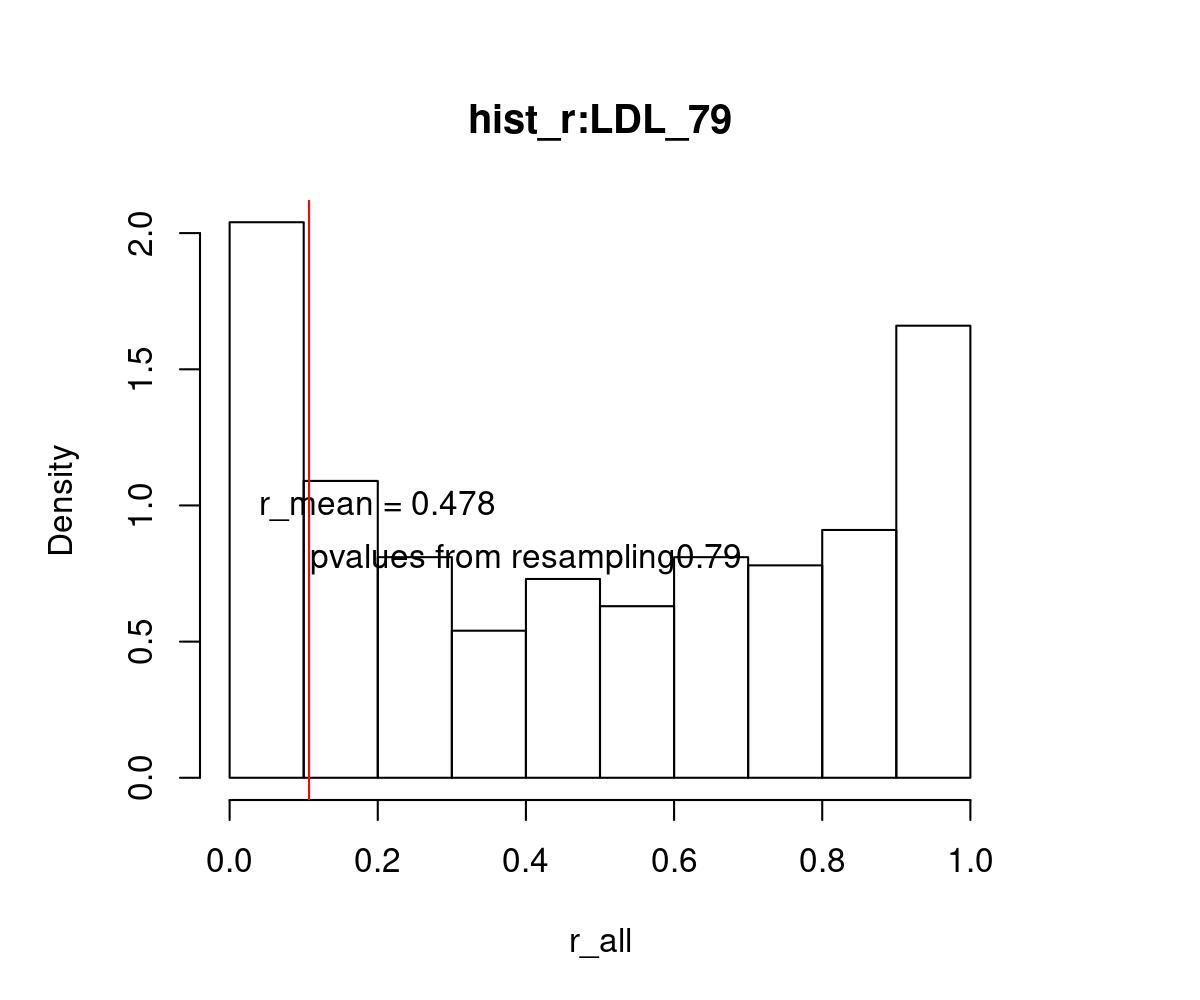 hist_r:LDL_79
Density
2.0
1.5
1.0
0.5
0.0
r_mean = 0.478
pvalues from resampling0.79
0.0 0.2 0.4 0.6 0.8 1.0
r_all